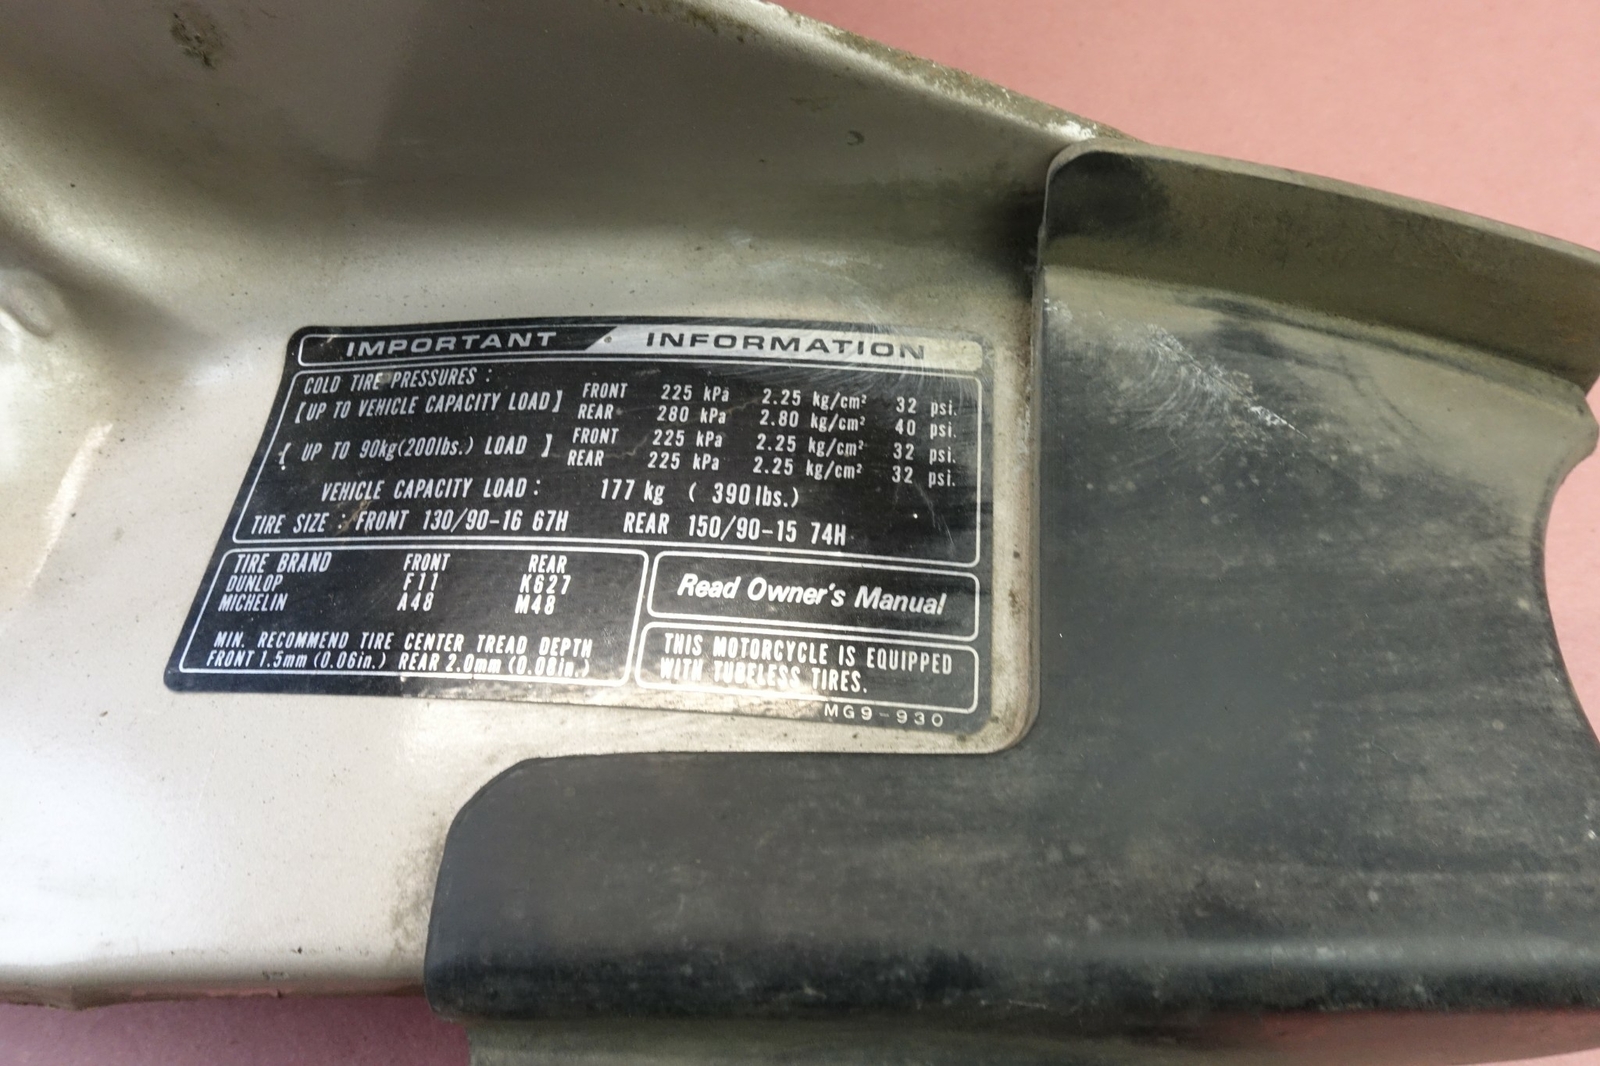 IMPORTANT INFORMATION
COLD TIRE PRESSURES :
[UP TO VEHICLE CAPACITY LOAD] FRONT 225 kPa 2.25 kg/cm² 32 psi.
REAR 280 kPa 2.80 kg/cm² 40 psi.
[ UP TO 90kg(200lbs.) LOAD ] FRONT 225 kPa 2.25 kg/cm² 32 psi.
REAR 225 kPa 2.25 kg/cm² 32 psi.
VEHICLE CAPACITY LOAD : 177 kg ( 390 lbs.)
TIRE SIZE : FRONT 130/90-16 67H REAR 150/90-15 74H
TIRE BRAND FRONT REAR
DUNLOP F11 K627
MICHELIN A48 M48
MIN. RECOMMEND TIRE CENTER TREAD DEPTH
FRONT 1.5mm (0.06in.) REAR 2.0mm (0.08in.)
Read Owner's Manual
THIS MOTORCYCLE IS EQUIPPED
WITH TUBELESS TIRES.
MG9-930